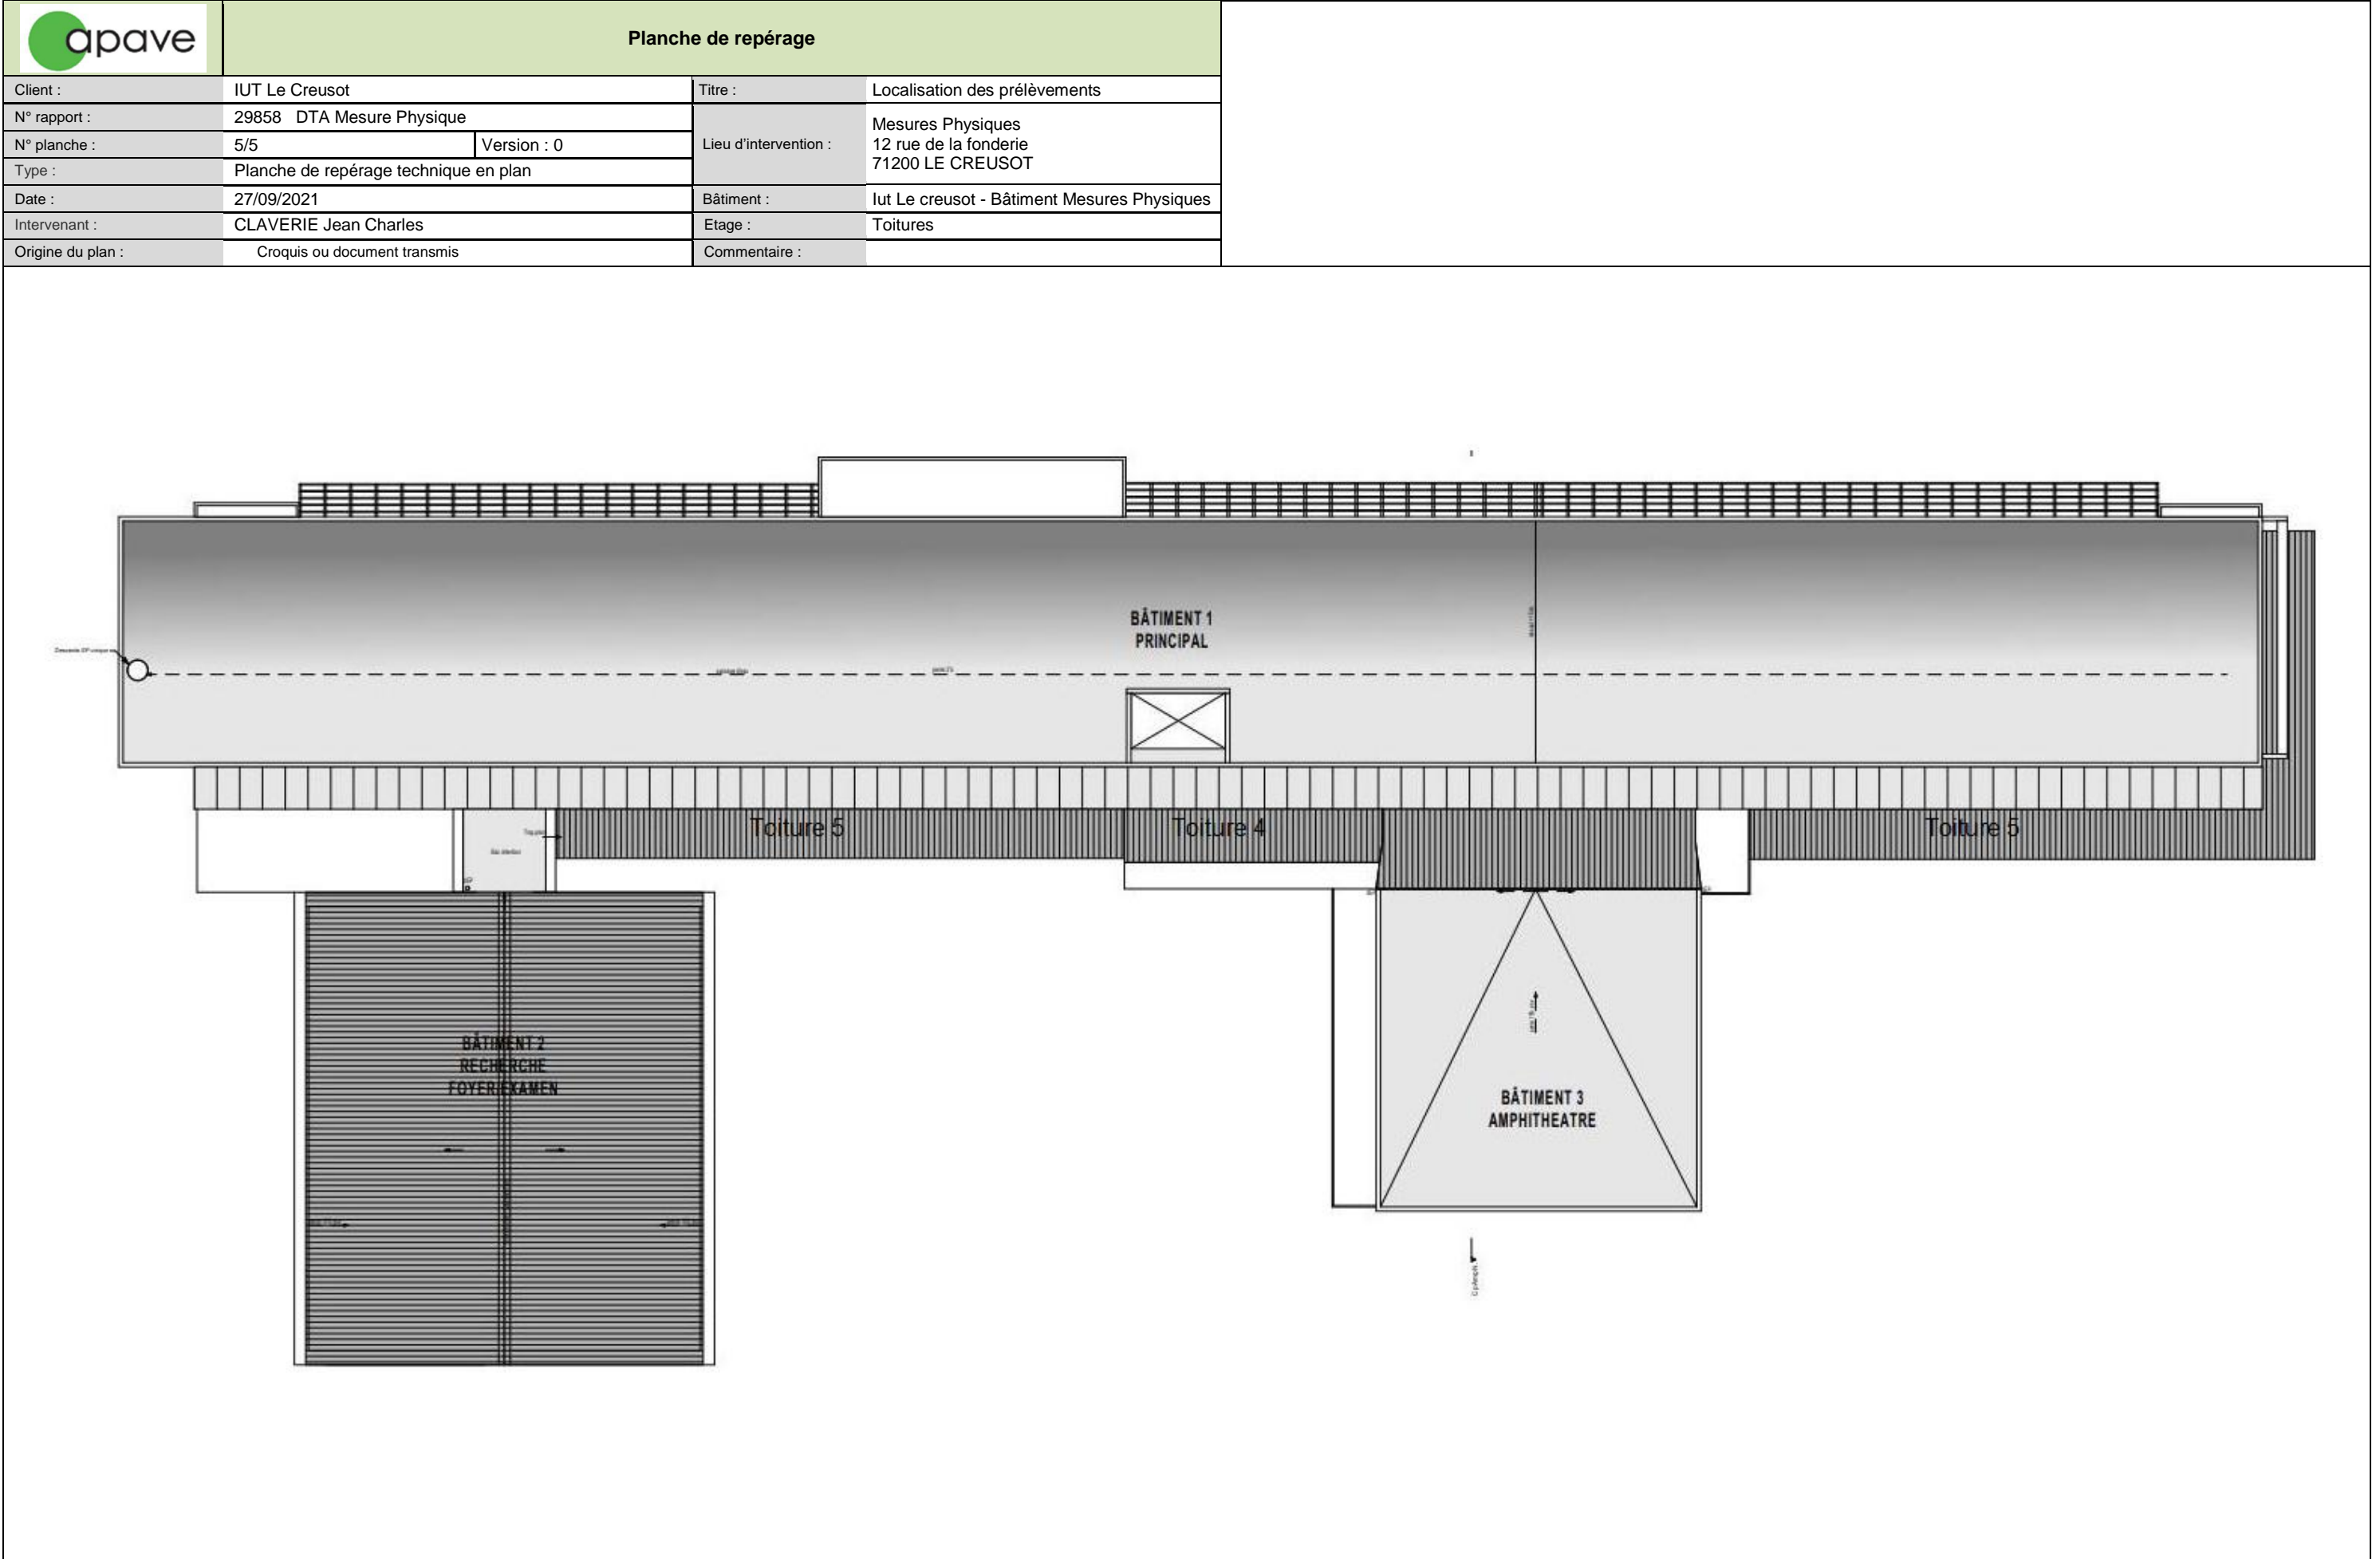 apave
Planche de repérage
Client :
IUT Le Creusot
Titre :
Localisation des prélèvements
N° rapport :
29858 DTA Mesure Physique
Lieu d'intervention :
Mesures Physiques
12 rue de la fonderie
71200 LE CREUSOT
N° planche :
5/5
Version : 0
Type :
Planche de repérage technique en plan
Date :
27/09/2021
Bâtiment :
Iut Le creusot - Bâtiment Mesures Physiques
Intervenant :
CLAVERIE Jean Charles
Etage :
Toitures
Origine du plan :
Croquis ou document transmis
Commentaire :
BÂTIMENT 1
PRINCIPAL
Toiture 5
Toiture 4
Toiture 5
BÂTIMENT 2
RECHERCHE
FOYER/EXAMEN
BÂTIMENT 3
AMPHITHEATRE